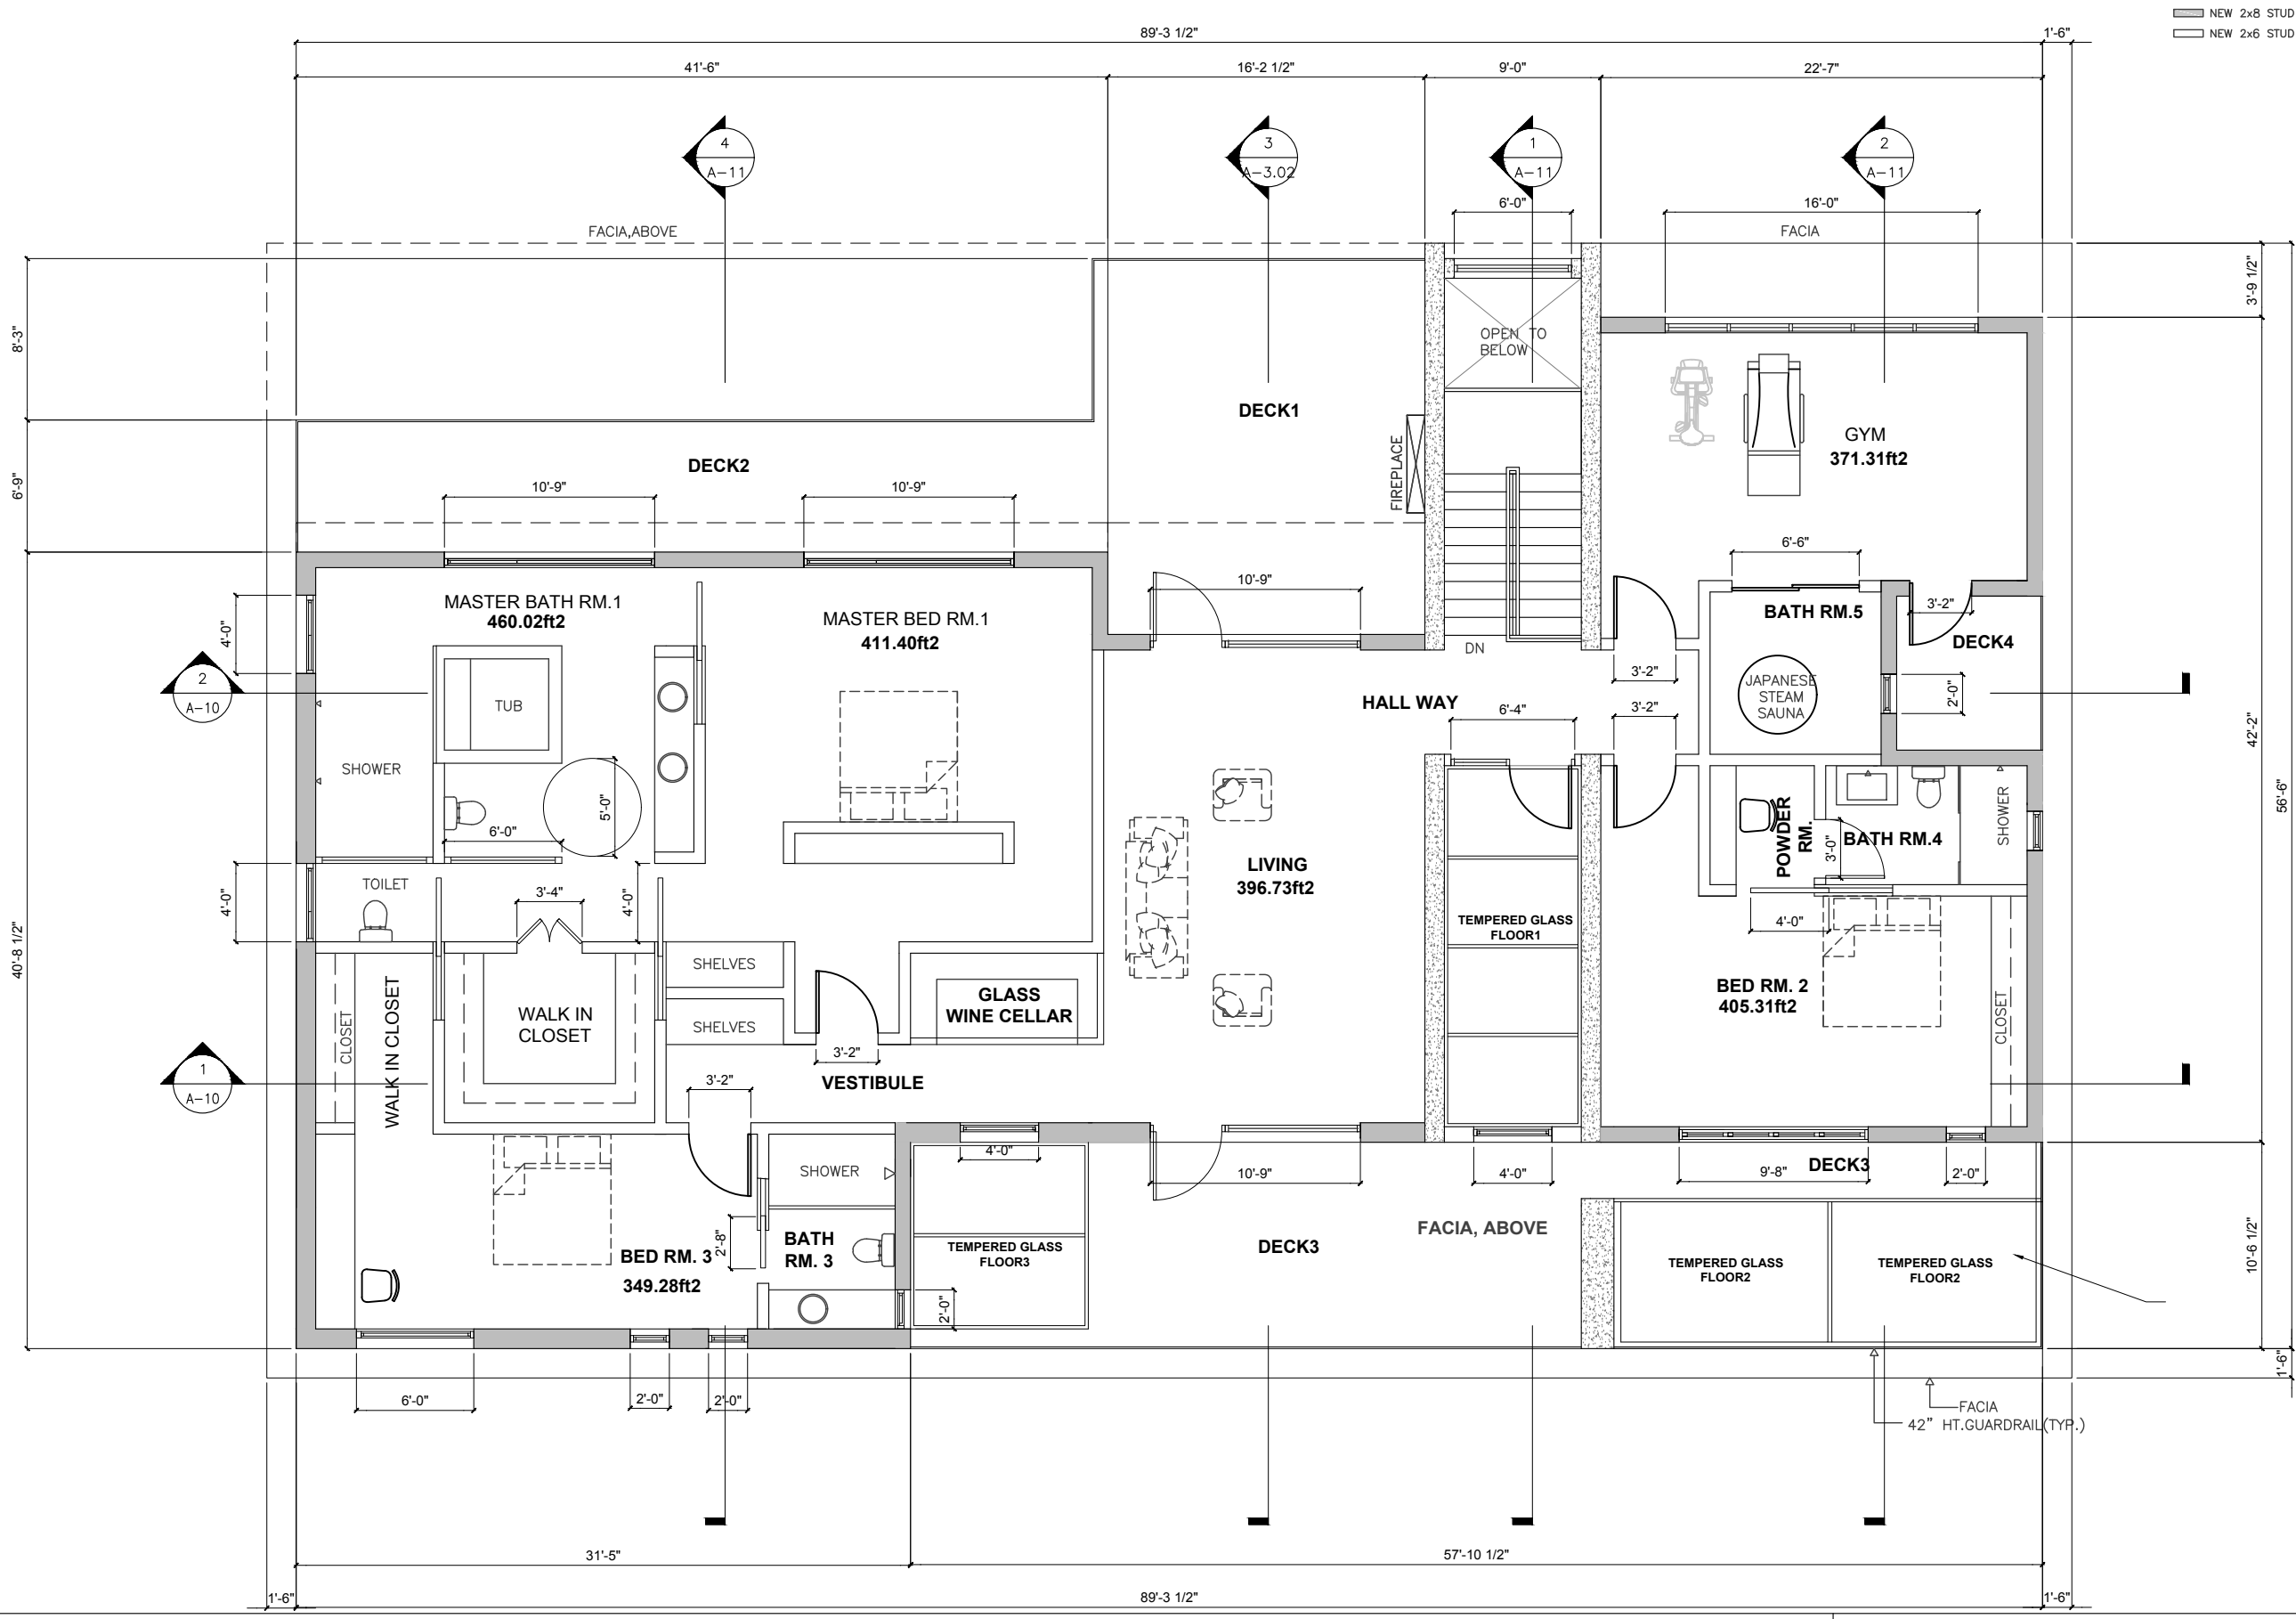 NEW 2x8 STUD
NEW 2x6 STUD
89'-3 1/2"
1'-6"
41'-6"
16'-2 1/2"
9'-0"
22'-7"
4
A-11
3
A-3.02
1
A-11
2
A-11
6'-0"
16'-0"
FACIA,ABOVE
FACIA
3'-9 1/2"
8'-3"
OPEN TO
BELOW
DECK1
GYM
371.31ft2
FIREPLACE
DECK2
6'-9"
10'-9"
10'-9"
6'-6"
10'-9"
MASTER BATH RM.1
460.02ft2
MASTER BED RM.1
411.40ft2
BATH RM.5
3'-2"
DECK4
4'-0"
DN
3'-2"
2
A-10
TUB
HALL WAY
JAPANESE
STEAM
SAUNA
2'-0"
6'-4"
3'-2"
42'-2"
SHOWER
5'-0"
6'-0"
56'-6"
POWDER
RM.
3'-0"
BATH RM.4
SHOWER
LIVING
396.73ft2
TOILET
3'-4"
4'-0"
4'-0"
4'-0"
TEMPERED GLASS
FLOOR1
40'-8 1/2"
SHELVES
GLASS
WINE CELLAR
BED RM. 2
405.31ft2
CLOSET
WALK IN CLOSET
WALK IN
CLOSET
SHELVES
CLOSET
3'-2"
1
A-10
3'-2"
VESTIBULE
4'-0"
SHOWER
10'-9"
4'-0"
9'-8"
DECK3
2'-0"
FACIA, ABOVE
2'-8"
BATH
RM. 3
BED RM. 3
349.28ft2
TEMPERED GLASS
FLOOR3
DECK3
TEMPERED GLASS
FLOOR2
TEMPERED GLASS
FLOOR2
10'-6 1/2"
2'-0"
1'-6"
6'-0"
2'-0"
2'-0"
FACIA
42" HT.GUARDRAIL(TYP.)
31'-5"
57'-10 1/2"
1'-6"
89'-3 1/2"
1'-6"